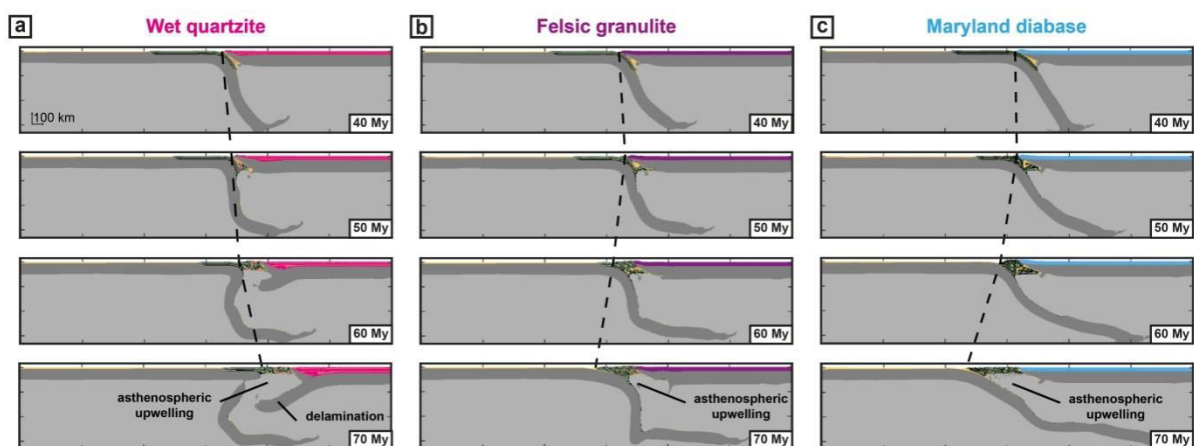 a Wet quartzite
100 km
40 My
50 My
60 My
asthenospheric
upwelling
delamination
70 My
b Felsic granulite
40 My
50 My
60 My
asthenospheric
upwelling
70 My
c Maryland diabase
40 My
50 My
60 My
asthenospheric
upwelling
70 My